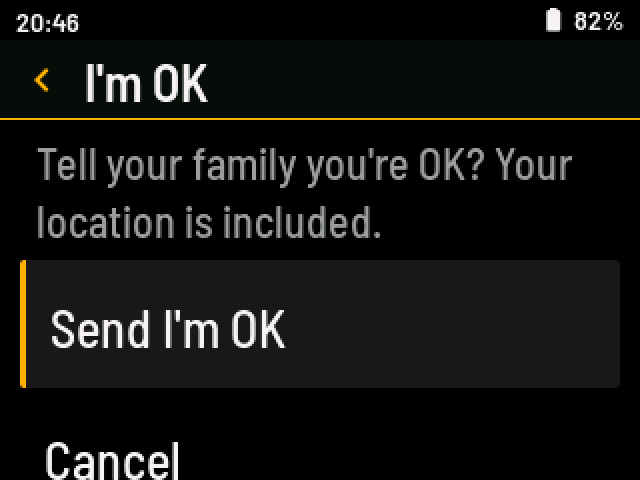 20:46 82%
I'm OK
Tell your family you're OK? Your
location is included.
Send I'm OK
Cancel